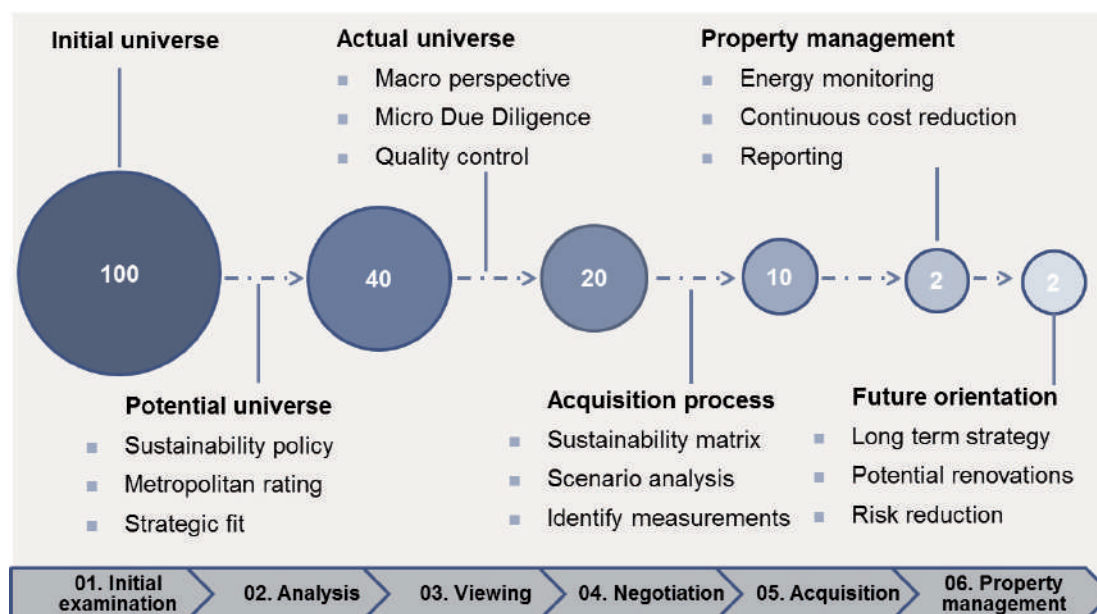 Initial universe
Actual universe
Macro perspective
Micro Due Diligence
Quality control
Property management
Energy monitoring
Continuous cost reduction
Reporting
100
40
20
10
2
2
Potential universe
Sustainability policy
Metropolitan rating
Strategic fit
Acquisition process
Sustainability matrix
Scenario analysis
Identify measurements
Future orientation
Long term strategy
Potential renovations
Risk reduction
01. Initial
examination
02. Analysis
03. Viewing
04. Negotiation
05. Acquisition
06. Property
management